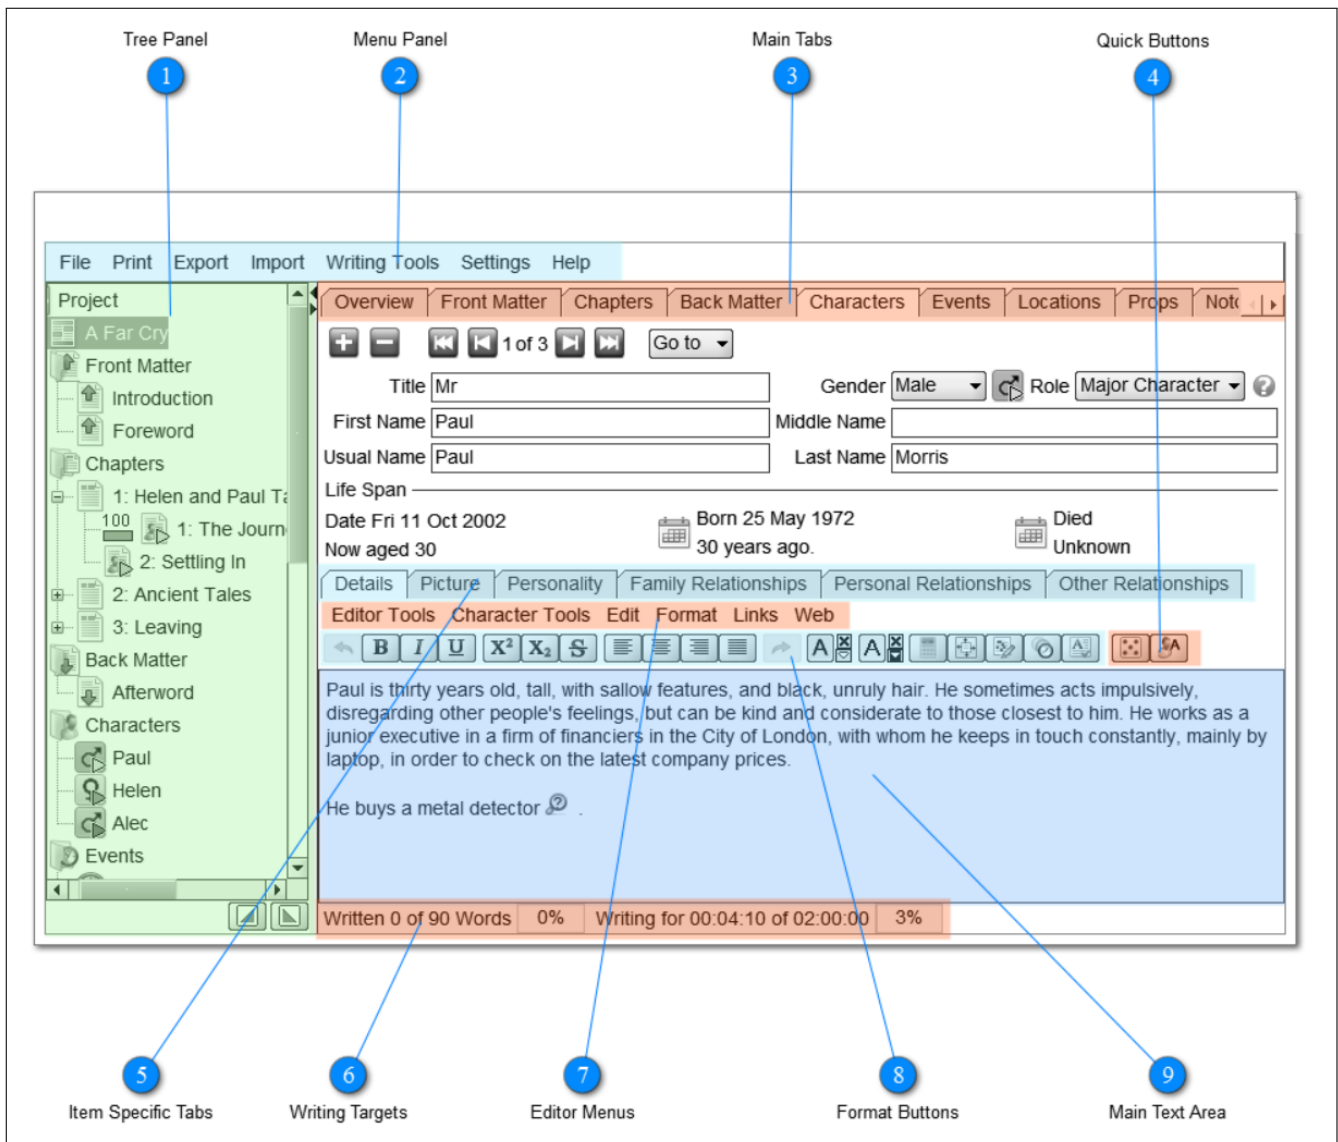 Tree Panel Menu Panel Main Tabs Quick Buttons
1 2 3 4
File Print Export Import Writing Tools Settings Help
Project
A Far Cry
Front Matter
Introduction
Foreword
Chapters
1: Helen and Paul Ta
100 1: The Journ
2: Settling In
2: Ancient Tales
3: Leaving
Back Matter
Afterword
Characters
Paul
Helen
Alec
Events
Overview Front Matter Chapters Back Matter Characters Events Locations Props
1 of 3 Go to
Title Mr Gender Male Role Major Character ?
First Name Paul Middle Name
Usual Name Paul Last Name Morris
Life Span
Date Fri 11 Oct 2002 Born 25 May 1972 Died
Now aged 30 30 years ago. Unknown
Details Picture Personality Family Relationships Personal Relationships Other Relationships
Editor Tools Character Tools Edit Format Links Web
B I U X² X₂ S A A
Paul is thirty years old, tall, with sallow features, and black, unruly hair. He sometimes acts impulsively,
disregarding other people's feelings, but can be kind and considerate to those closest to him. He works as a
junior executive in a firm of financiers in the City of London, with whom he keeps in touch constantly, mainly by
laptop, in order to check on the latest company prices.
He buys a metal detector ? .
Written 0 of 90 Words 0% Writing for 00:04:10 of 02:00:00 3%
5 6 7 8 9
Item Specific Tabs Writing Targets Editor Menus Format Buttons Main Text Area